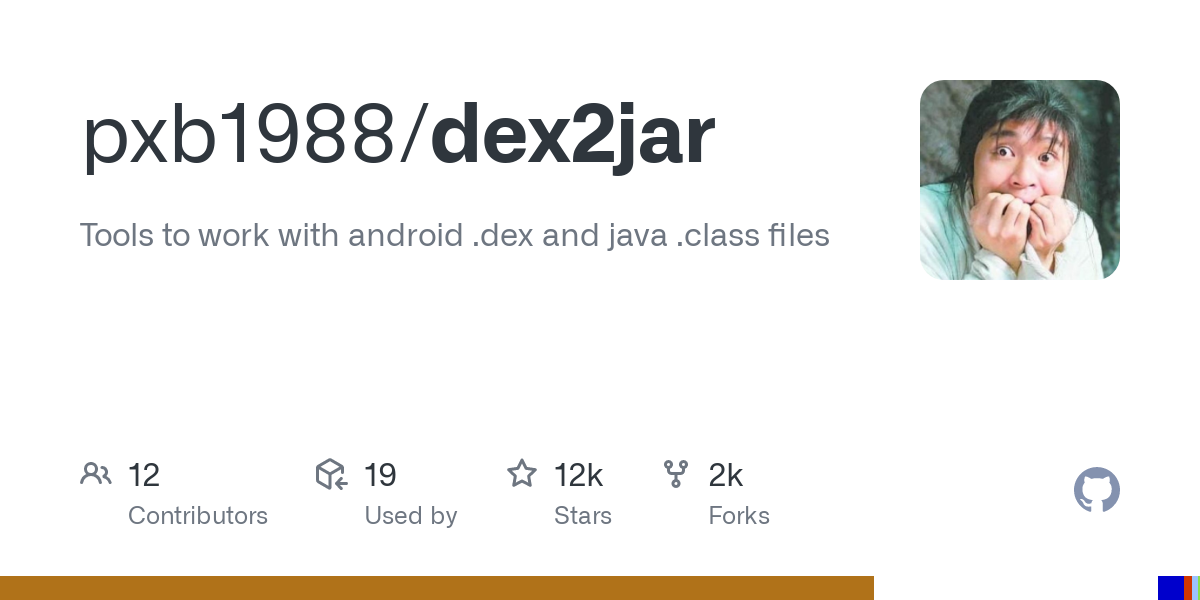 pxb1988/dex2jar
Tools to work with android .dex and java .class files
12
Contributors
19
Used by
12k
Stars
2k
Forks